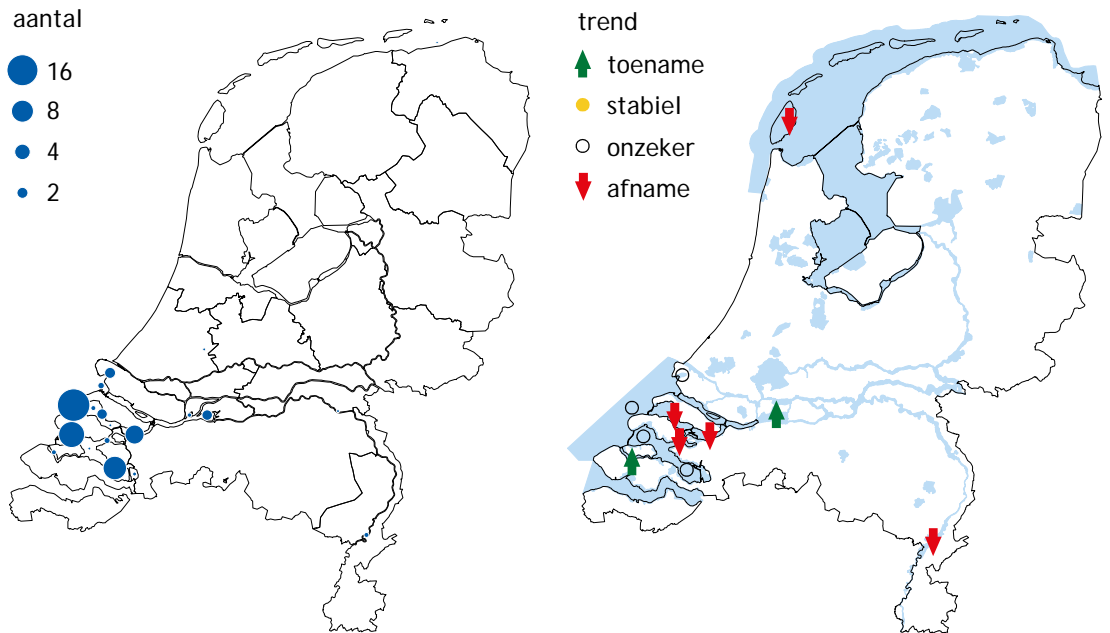 aantal
16
8
4
2
trend
toename
stabiel
onzeker
afname